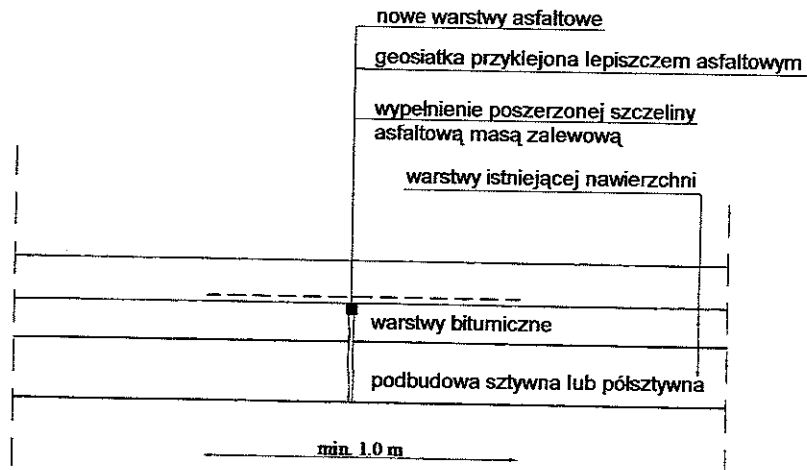 nowe warstwy asfaltowe
geosiatka przyklejona lepiszczem asfaltowym
wypełnienie poszerzonej szczeliny
asfaltową masą zalewową
warstwy istniejącej nawierzchni
warstwy bitumiczne
podbudowa sztywna lub półsztywna
min. 1.0 m